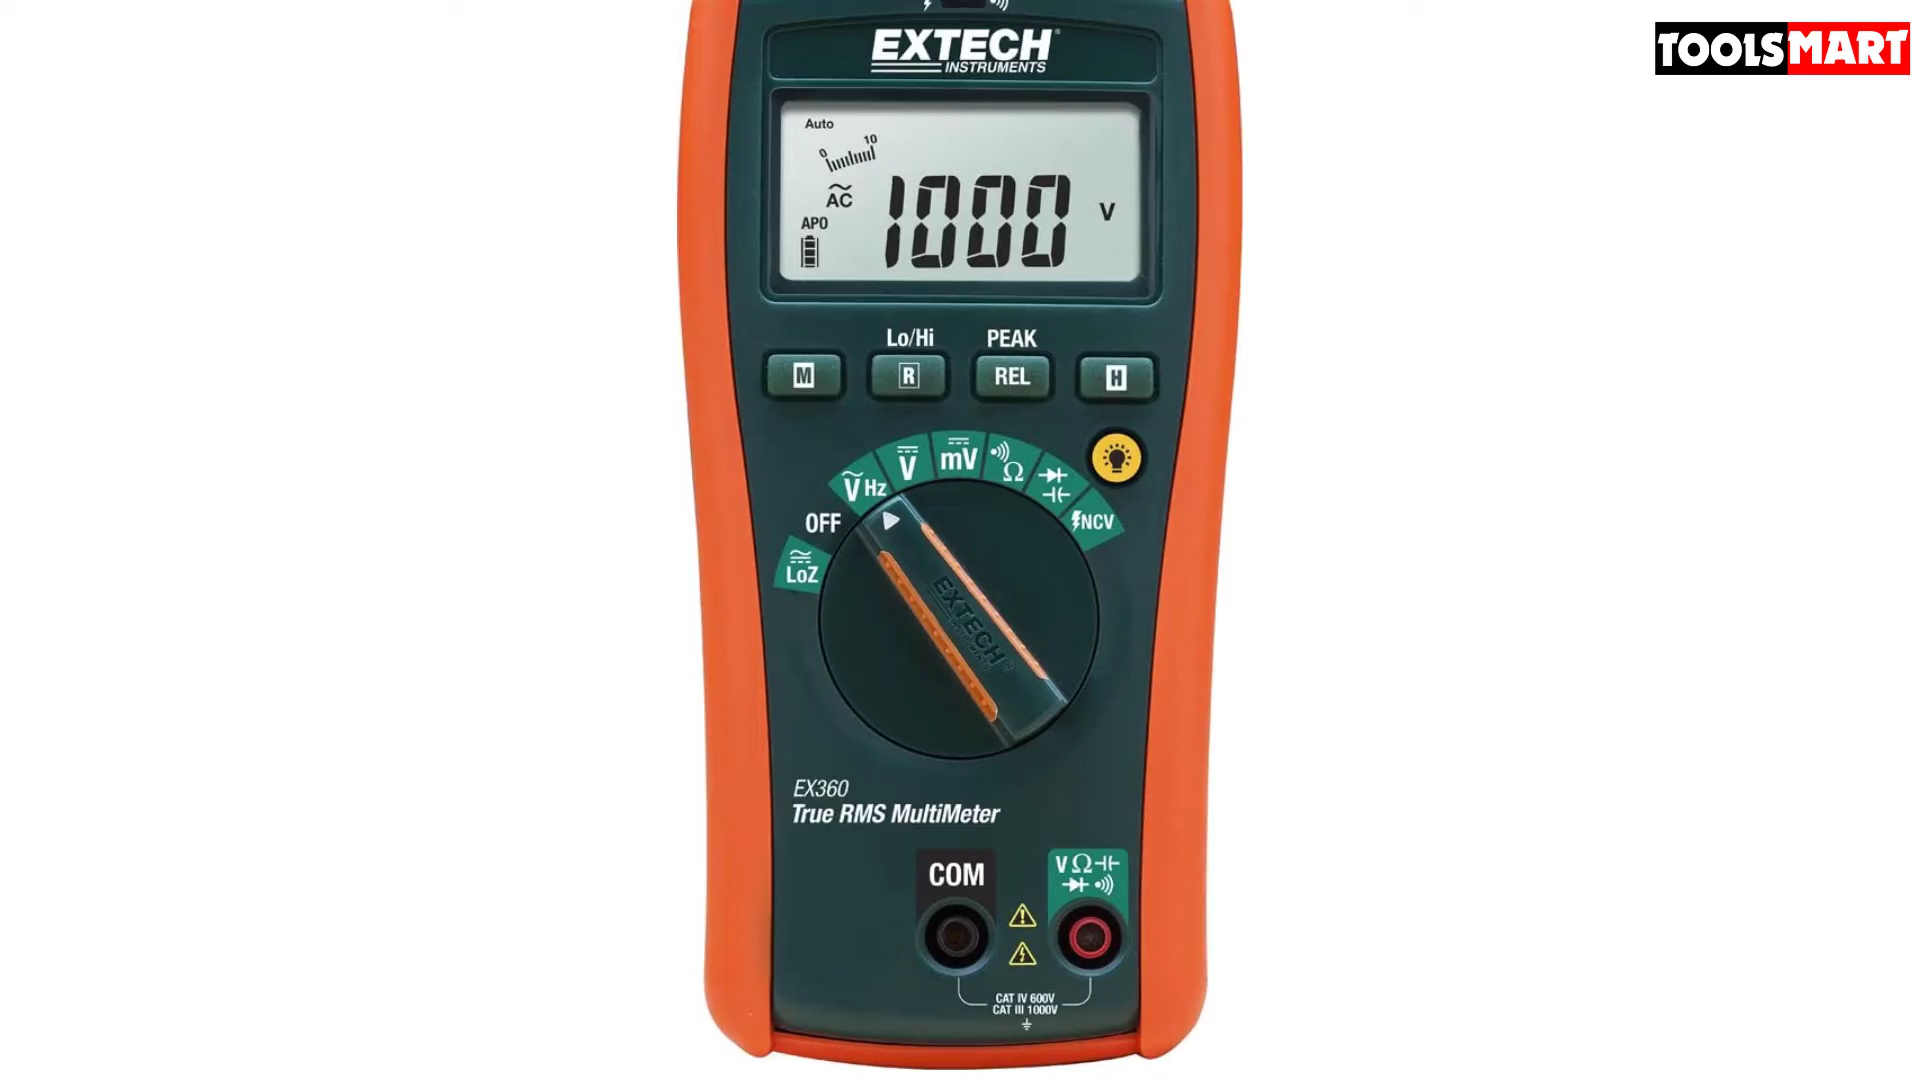 TOOLSMART
EXTECH®
INSTRUMENTS
Auto
0 10
AC
APO
1000 V
Lo/Hi PEAK
M R REL H
V Hz V mV Ω
OFF NCV
LoZ
EXTECH®
INSTRUMENTS
EX360
True RMS MultiMeter
COM VΩ
CAT IV 600V
CAT III 1000V